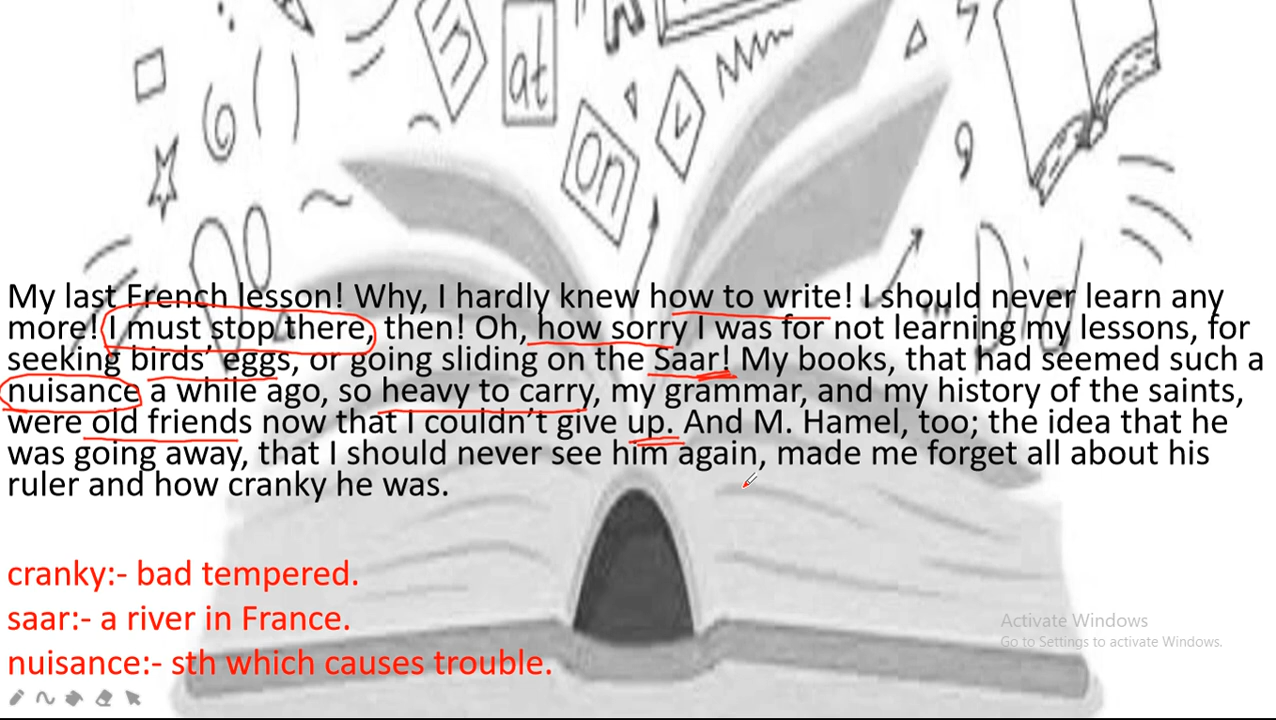 in
at
on
Did
My last French lesson! Why, I hardly knew how to write! I should never learn any
more! I must stop there, then! Oh, how sorry I was for not learning my lessons, for
seeking birds’ eggs, or going sliding on the Saar! My books, that had seemed such a
nuisance a while ago, so heavy to carry, my grammar, and my history of the saints,
were old friends now that I couldn’t give up. And M. Hamel, too; the idea that he
was going away, that I should never see him again, made me forget all about his
ruler and how cranky he was.
cranky:- bad tempered.
saar:- a river in France.
nuisance:- sth which causes trouble.
Activate Windows
Go to Settings to activate Windows.